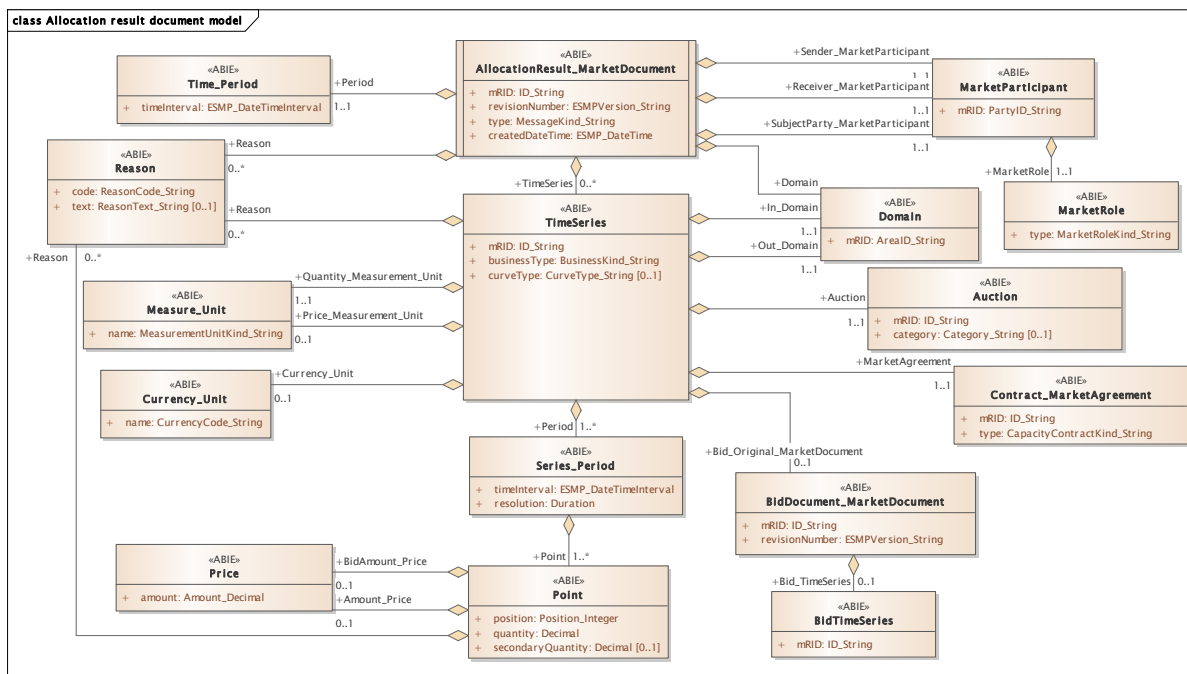 class Allocation result document model
«ABIE»
Time_Period
+ timeInterval: ESMP_DateTimeInterval
+Period
1..1
«ABIE»
AllocationResult_MarketDocument
+ mRID: ID_String
+ revisionNumber: ESMPVersion_String
+ type: MessageKind_String
+ createdDateTime: ESMP_DateTime
+Sender_MarketParticipant
1..1
+Receiver_MarketParticipant
1..1
+SubjectParty_MarketParticipant
1..1
«ABIE»
MarketParticipant
+ mRID: PartyID_String
+MarketRole
1..1
«ABIE»
MarketRole
+ type: MarketRoleKind_String
«ABIE»
Reason
+ code: ReasonCode_String
+ text: ReasonText_String [0..1]
+Reason
0..*
+Reason
0..*
+Reason
0..*
+TimeSeries
0..*
«ABIE»
TimeSeries
+ mRID: ID_String
+ businessType: BusinessKind_String
+ curveType: CurveType_String [0..1]
+Domain
+In_Domain
1..1
+Out_Domain
1..1
«ABIE»
Domain
+ mRID: AreaID_String
«ABIE»
Measure_Unit
+ name: MeasurementUnitKind_String
+Quantity_Measurement_Unit
1..1
+Price_Measurement_Unit
0..1
+Auction
1..1
«ABIE»
Auction
+ mRID: ID_String
+ category: Category_String [0..1]
«ABIE»
Currency_Unit
+ name: CurrencyCode_String
+Currency_Unit
0..1
+MarketAgreement
1..1
«ABIE»
Contract_MarketAgreement
+ mRID: ID_String
+ type: CapacityContractKind_String
+Period
1..*
«ABIE»
Series_Period
+ timeInterval: ESMP_DateTimeInterval
+ resolution: Duration
+Bid_Original_MarketDocument
0..1
«ABIE»
BidDocument_MarketDocument
+ mRID: ID_String
+ revisionNumber: ESMPVersion_String
+Bid_TimeSeries
0..1
«ABIE»
BidTimeSeries
+ mRID: ID_String
+Point
1..*
«ABIE»
Price
+ amount: Amount_Decimal
+BidAmount_Price
0..1
+Amount_Price
0..1
«ABIE»
Point
+ position: Position_Integer
+ quantity: Decimal
+ secondaryQuantity: Decimal [0..1]